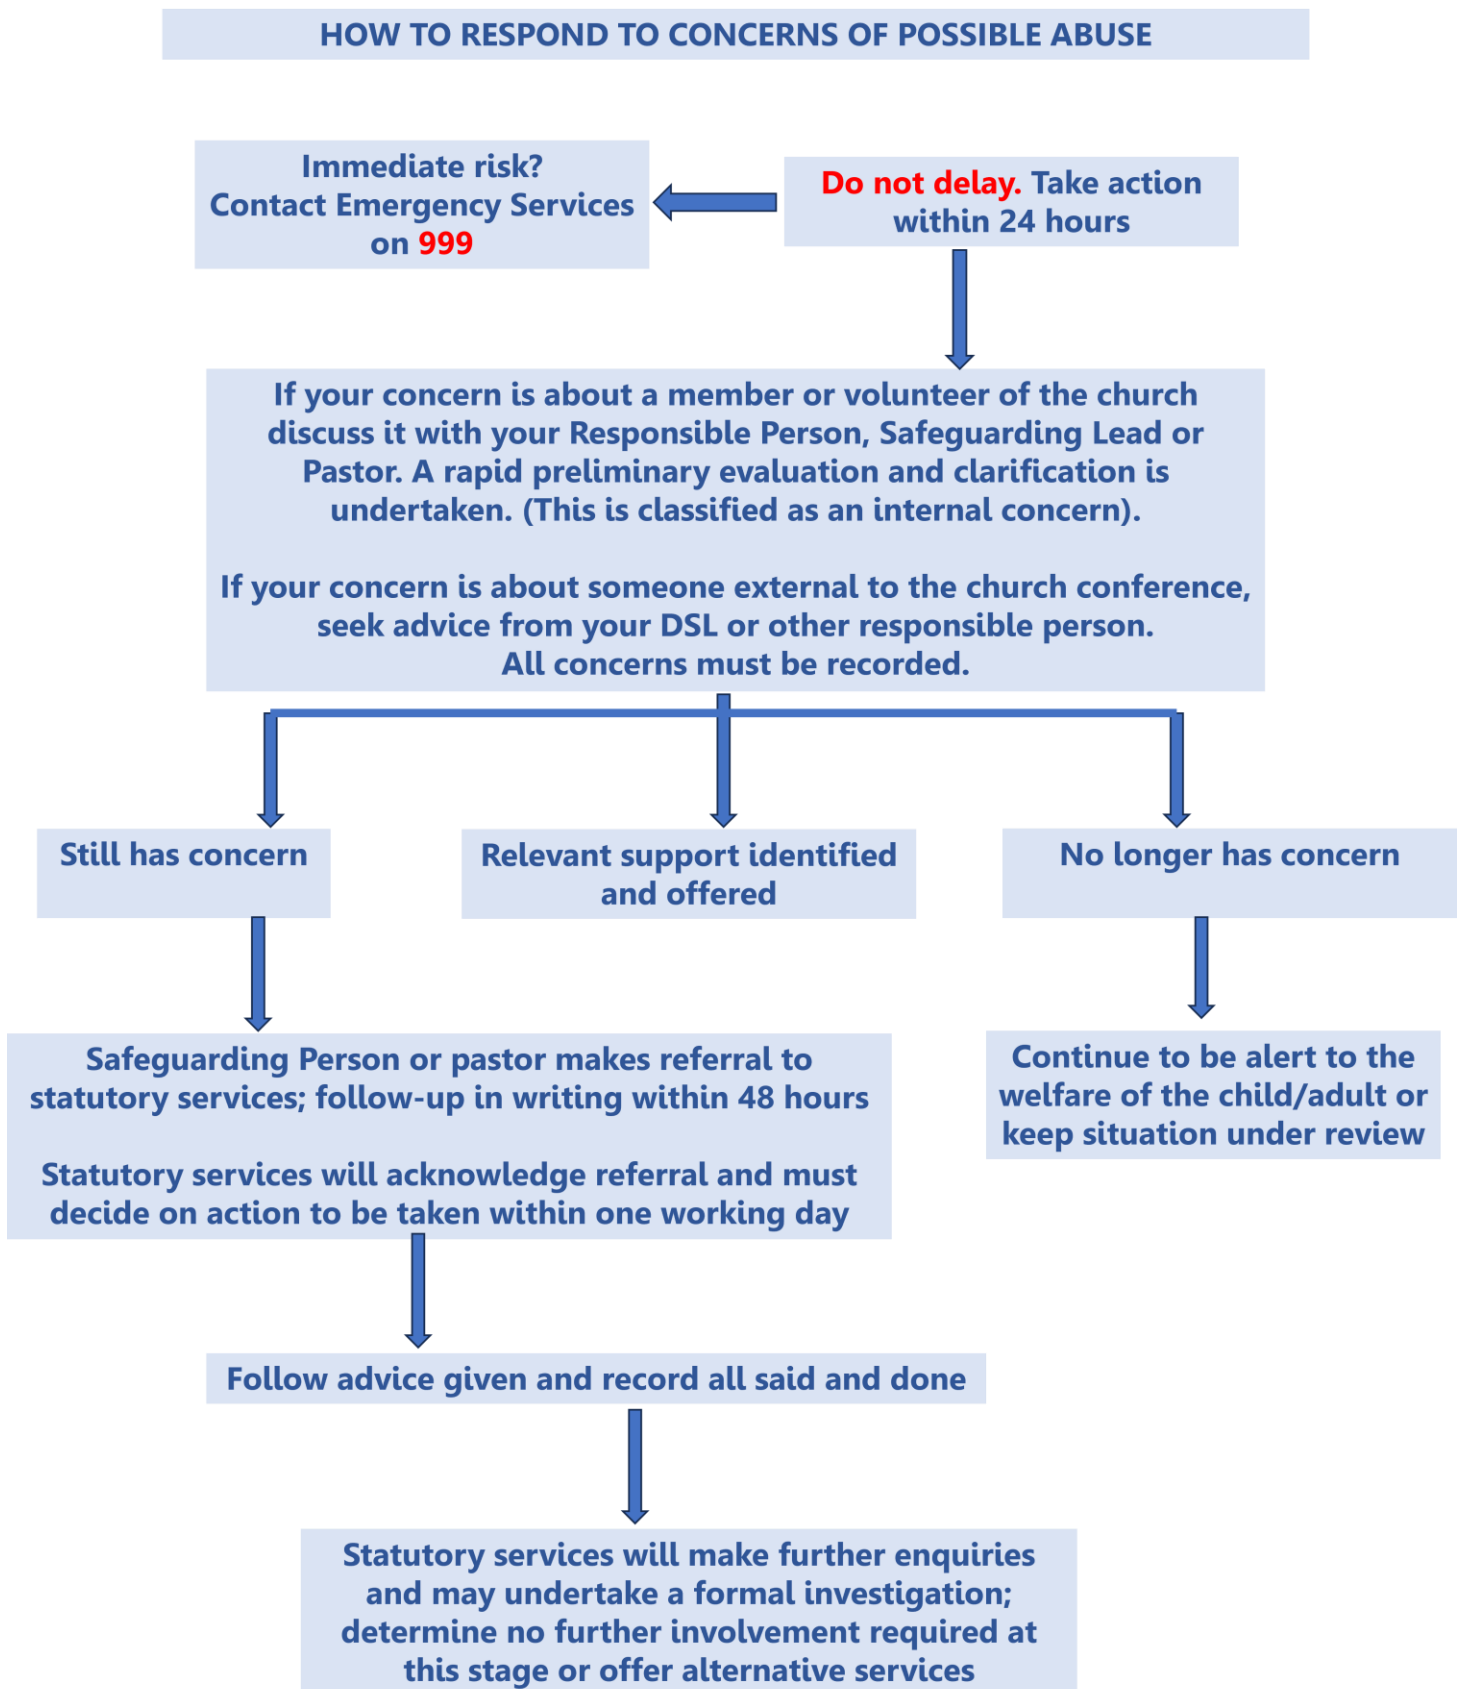 HOW TO RESPOND TO CONCERNS OF POSSIBLE ABUSE
Immediate risk?
Contact Emergency Services
on 999
Do not delay. Take action
within 24 hours
If your concern is about a member or volunteer of the church
discuss it with your Responsible Person, Safeguarding Lead or
Pastor. A rapid preliminary evaluation and clarification is
undertaken. (This is classified as an internal concern).
If your concern is about someone external to the church conference,
seek advice from your DSL or other responsible person.
All concerns must be recorded.
Still has concern
Relevant support identified
and offered
No longer has concern
Safeguarding Person or pastor makes referral to
statutory services; follow-up in writing within 48 hours
Statutory services will acknowledge referral and must
decide on action to be taken within one working day
Continue to be alert to the
welfare of the child/adult or
keep situation under review
Follow advice given and record all said and done
Statutory services will make further enquiries
and may undertake a formal investigation;
determine no further involvement required at
this stage or offer alternative services